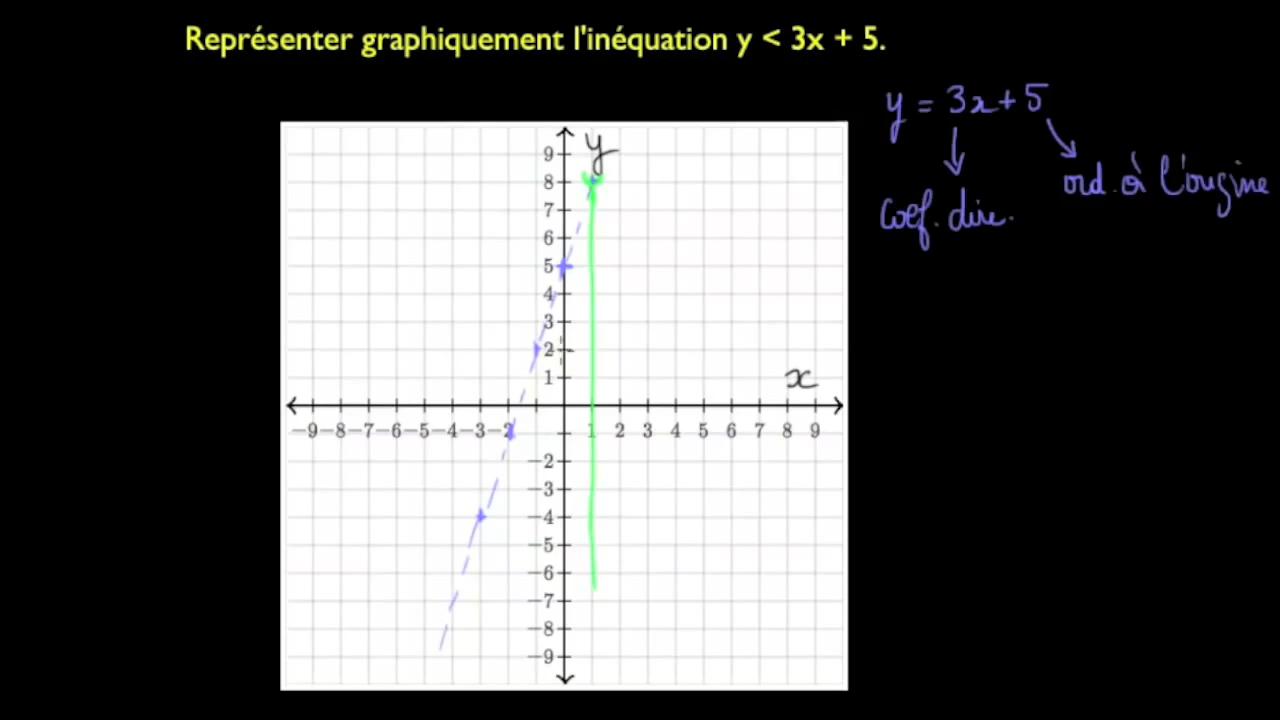 Représenter graphiquement l'inéquation y < 3x + 5.
y = 3x + 5
ord. à l'origine
coef. dire.
y
9
8
7
6
5
4
3
2
1
x
−9 −8 −7 −6 −5 −4 −3 −2 1 2 3 4 5 6 7 8 9
−2
−3
−4
−5
−6
−7
−8
−9